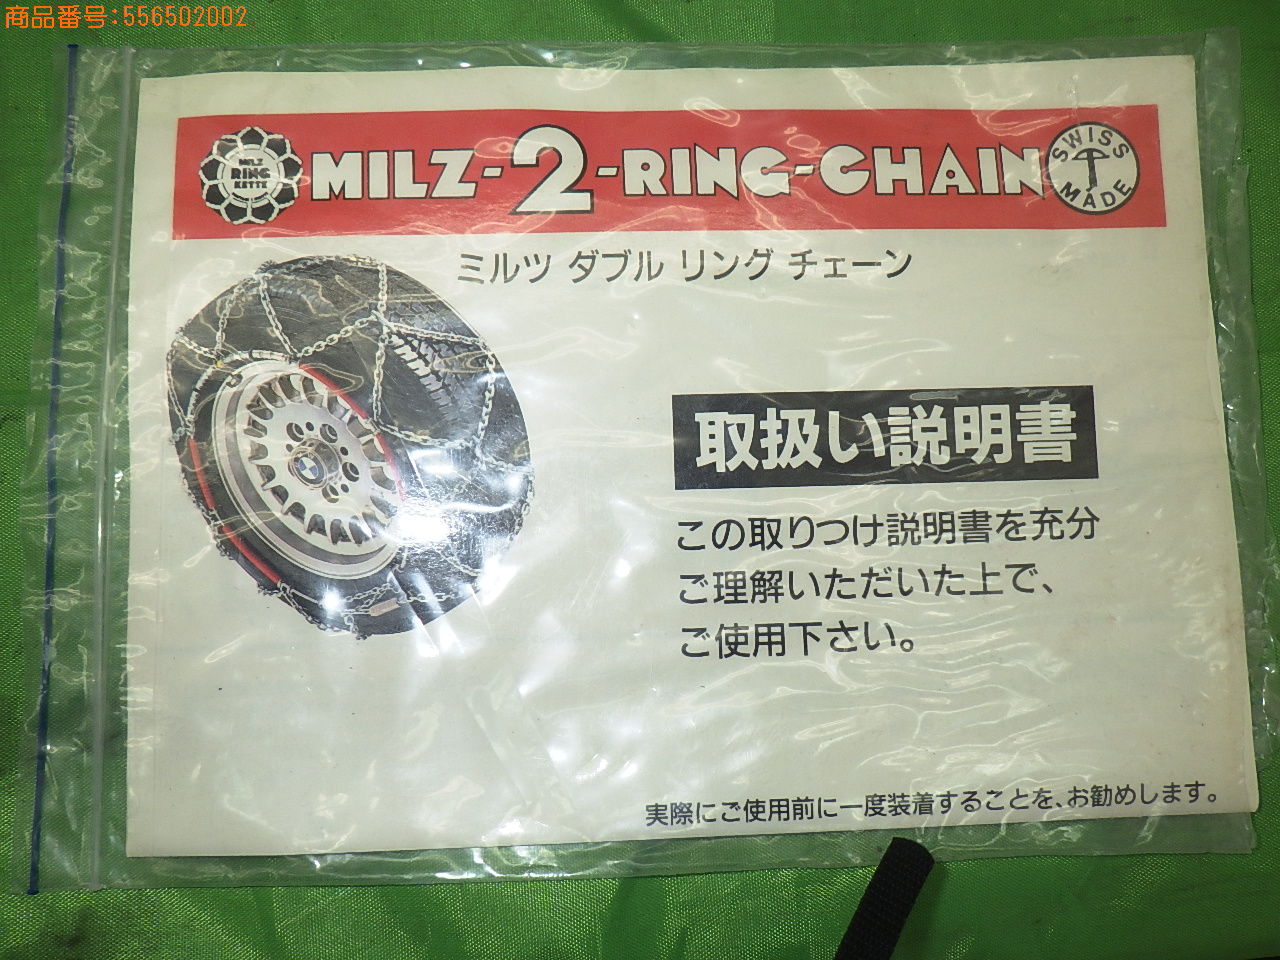 商品番号:556502002
MILZ
RING
KETTE
MILZ-2-RING-CHAIN
SWISS
MADE
ミルツ ダブル リング チェーン
取扱い説明書
この取りつけ説明書を充分
ご理解いただいた上で、
ご使用下さい。
実際にご使用前に一度装着することを、お勧めします。